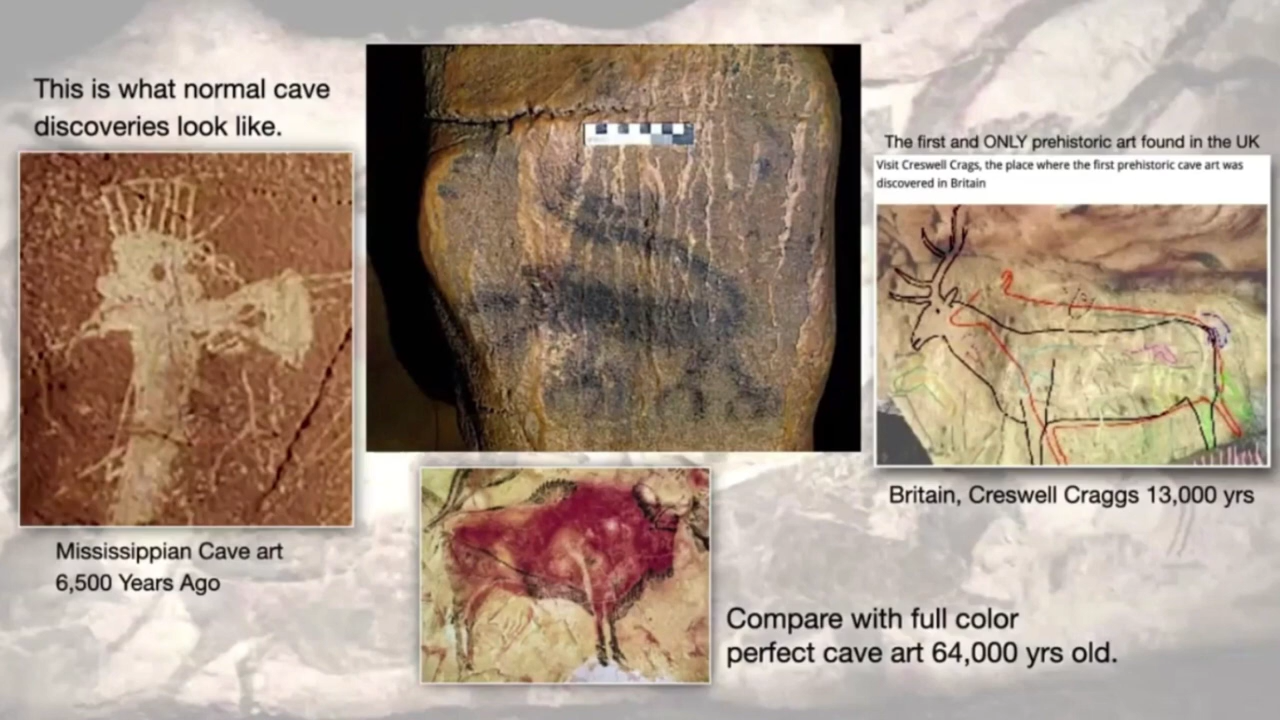 This is what normal cave
discoveries look like.
The first and ONLY prehistoric art found in the UK
Visit Creswell Crags, the place where the first prehistoric cave art was
discovered in Britain
Britain, Creswell Craggs 13,000 yrs
Mississippian Cave art
6,500 Years Ago
Compare with full color
perfect cave art 64,000 yrs old.